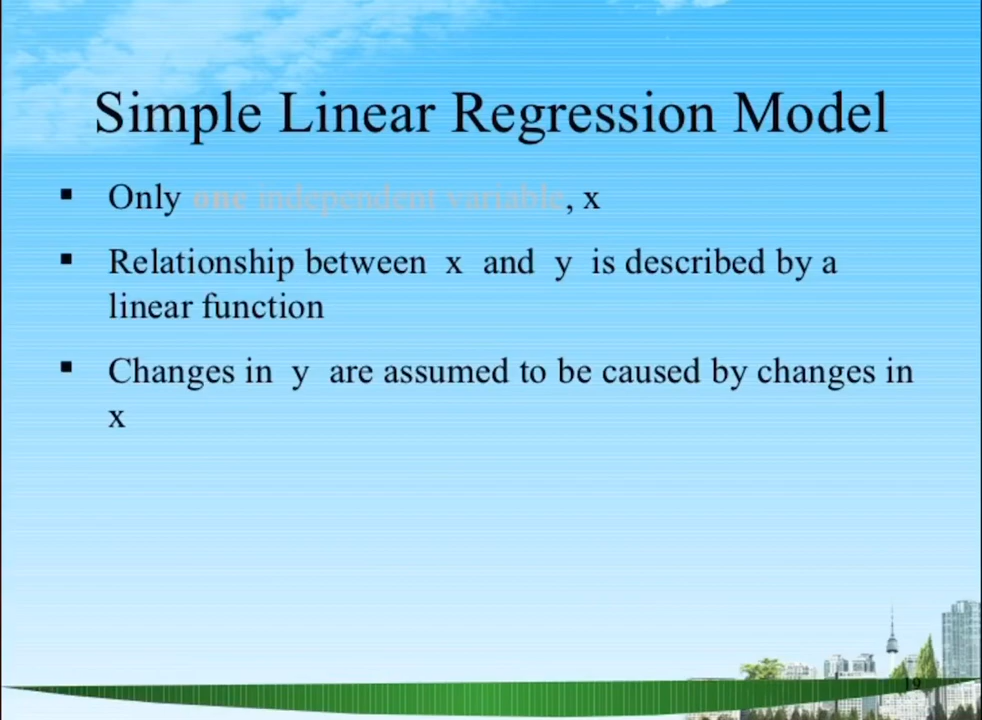 Simple Linear Regression Model
▪ Only one independent variable, x
▪ Relationship between x and y is described by a
linear function
▪ Changes in y are assumed to be caused by changes in
x
19